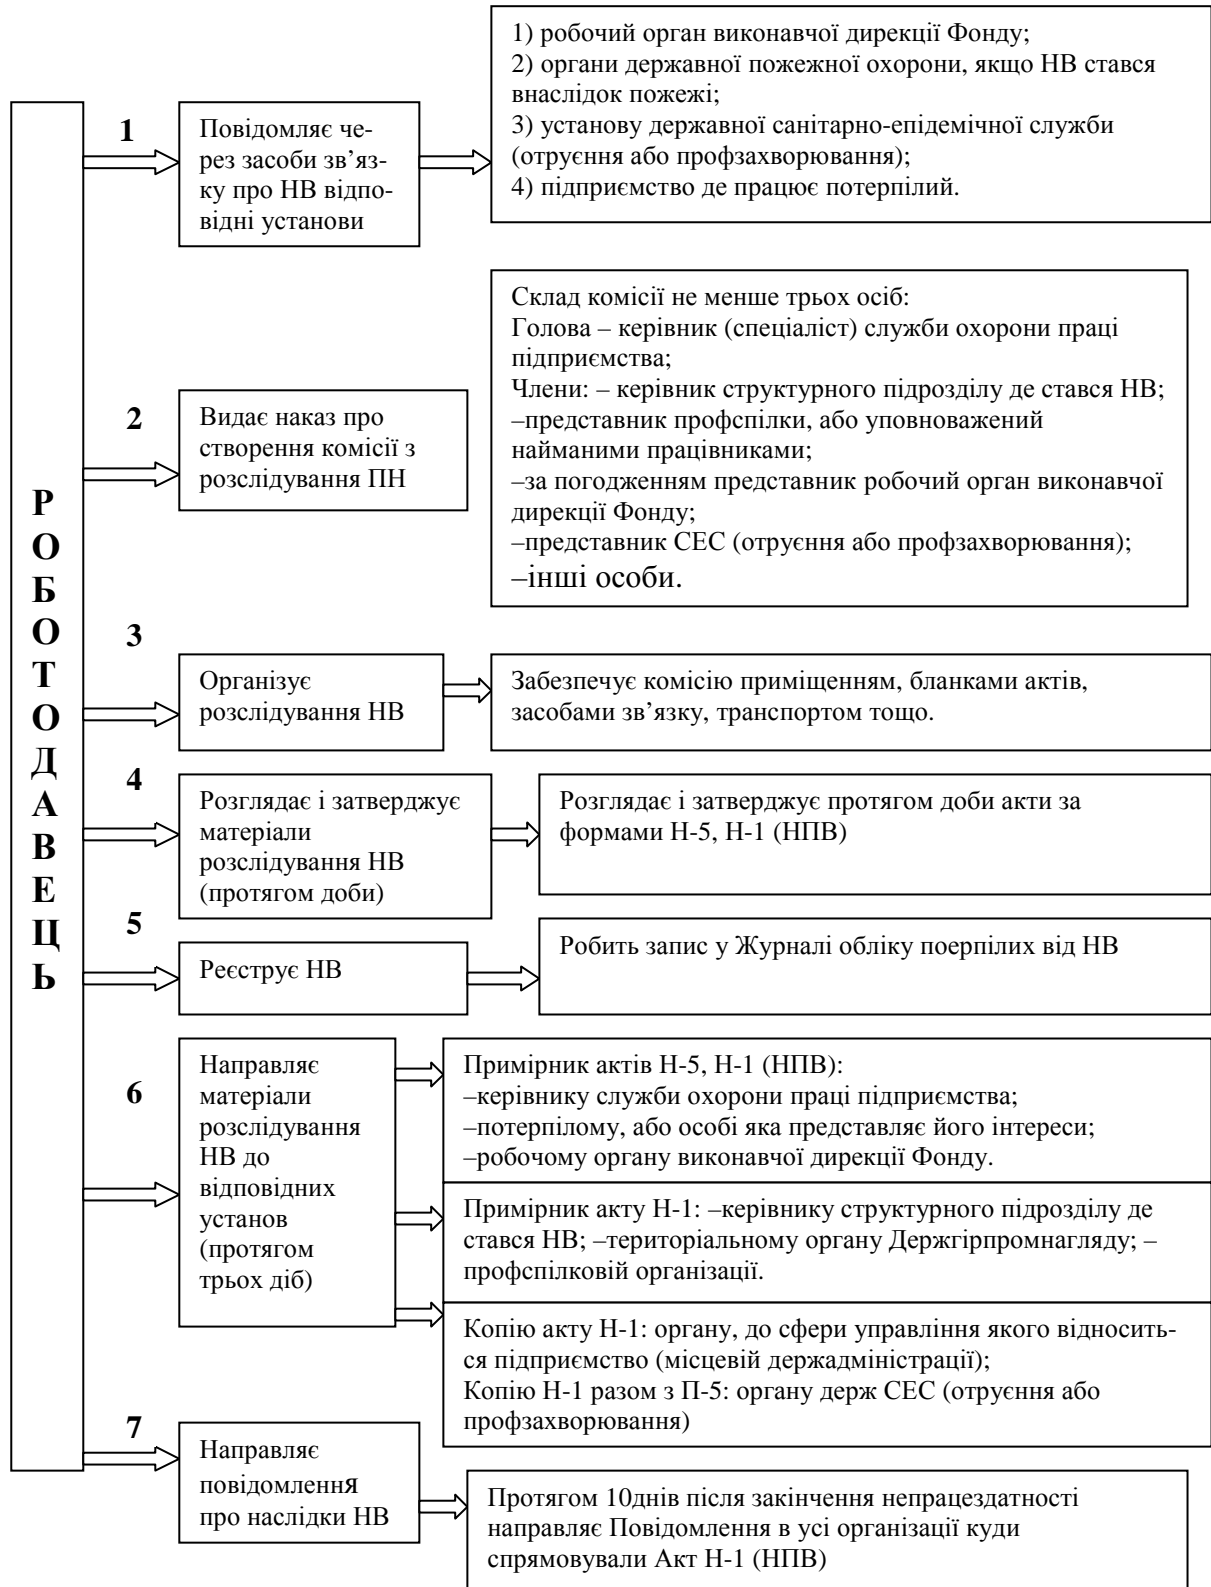 РОБОТОДАВЕЦЬ
1
Повідомляє че-
рез засоби зв’яз-
ку про НВ відпо-
відні установи
1) робочий орган виконавчої дирекції Фонду;
2) органи державної пожежної охорони, якщо НВ стався
внаслідок пожежі;
3) установу державної санітарно-епідемічної служби
(отруєння або профзахворювання);
4) підприємство де працює потерпілий.
2
Видає наказ про
створення комісії з
розслідування ПН
Склад комісії не менше трьох осіб:
Голова – керівник (спеціаліст) служби охорони праці
підприємства;
Члени: – керівник структурного підрозділу де стався НВ;
–представник профспілки, або уповноважений
найманими працівниками;
–за погодженням представник робочий орган виконавчої
дирекції Фонду;
–представник СЕС (отруєння або профзахворювання);
–інші особи.
3
Організує
розслідування НВ
Забезпечує комісію приміщенням, бланками актів,
засобами зв’язку, транспортом тощо.
4
Розглядає і затверджує
матеріали
розслідування НВ
(протягом доби)
Розглядає і затверджує протягом доби акти за
формами Н-5, Н-1 (НПВ)
5
Реєструє НВ
Робить запис у Журналі обліку поерпілих від НВ
6
Направляє
матеріали
розслідування
НВ до
відповідних
установ
(протягом
трьох діб)
Примірник актів Н-5, Н-1 (НПВ):
–керівнику служби охорони праці підприємства;
–потерпілому, або особі яка представляє його інтереси;
–робочому органу виконавчої дирекції Фонду.
Примірник акту Н-1: –керівнику структурного підрозділу де
стався НВ; –територіальному органу Держгірпромнагляду; –
профспілковій організації.
Копію акту Н-1: органу, до сфери управління якого відносить-
ся підприємство (місцевій держадміністрації);
Копію Н-1 разом з П-5: органу держ СЕС (отруєння або
профзахворювання)
7
Направляє
повідомлення
про наслідки НВ
Протягом 10днів після закінчення непрацездатності
направляє Повідомлення в усі організації куди
спрямовували Акт Н-1 (НПВ)